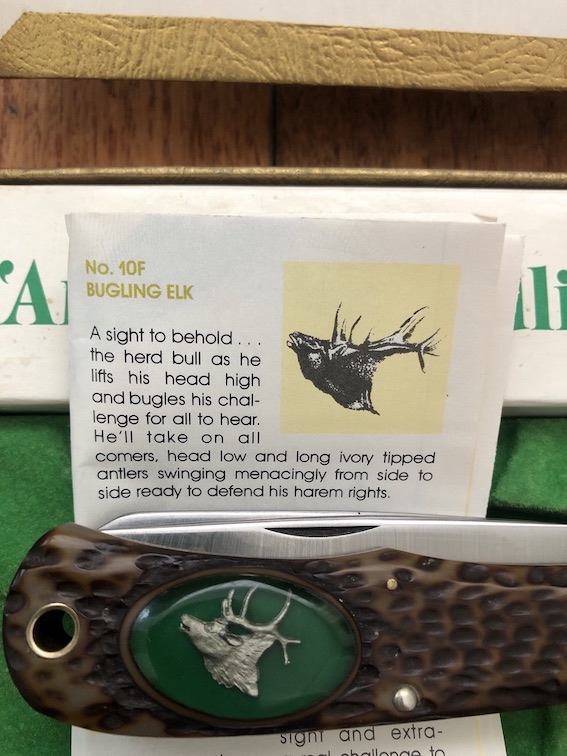 No. 10F
BUGLING ELK
A sight to behold . . .
the herd bull as he
lifts his head high
and bugles his chal-
lenge for all to hear.
He'll take on all
comers, head low and long ivory tipped
antlers swinging menacingly from side to
side ready to defend his harem rights.
sight and extra-
challenge to